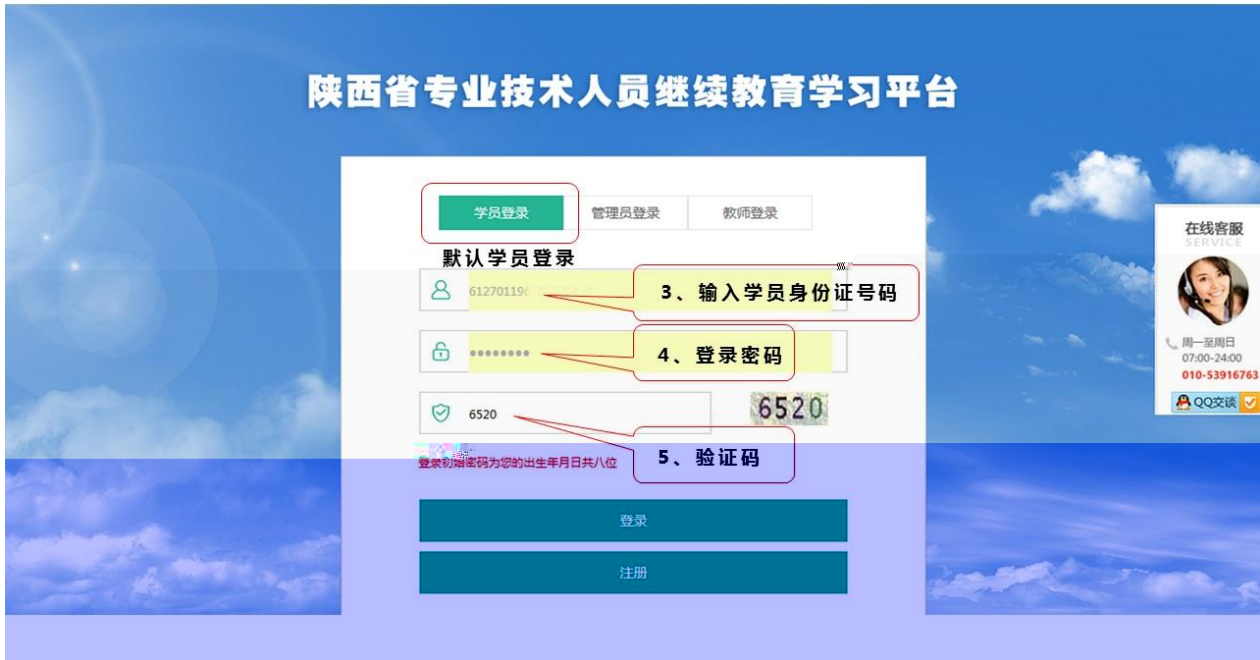 陕西省专业技术人员继续教育学习平台
学员登录 管理员登录 教师登录
默认学员登录
在线客服
SERVICE
61270119
3、输入学员身份证号码
周一至周日
07:00-24:00
010-53916763
QQ交谈
4、登录密码
6520
6520
登录初始密码为您的出生年月日共八位
5、验证码
登录
注册